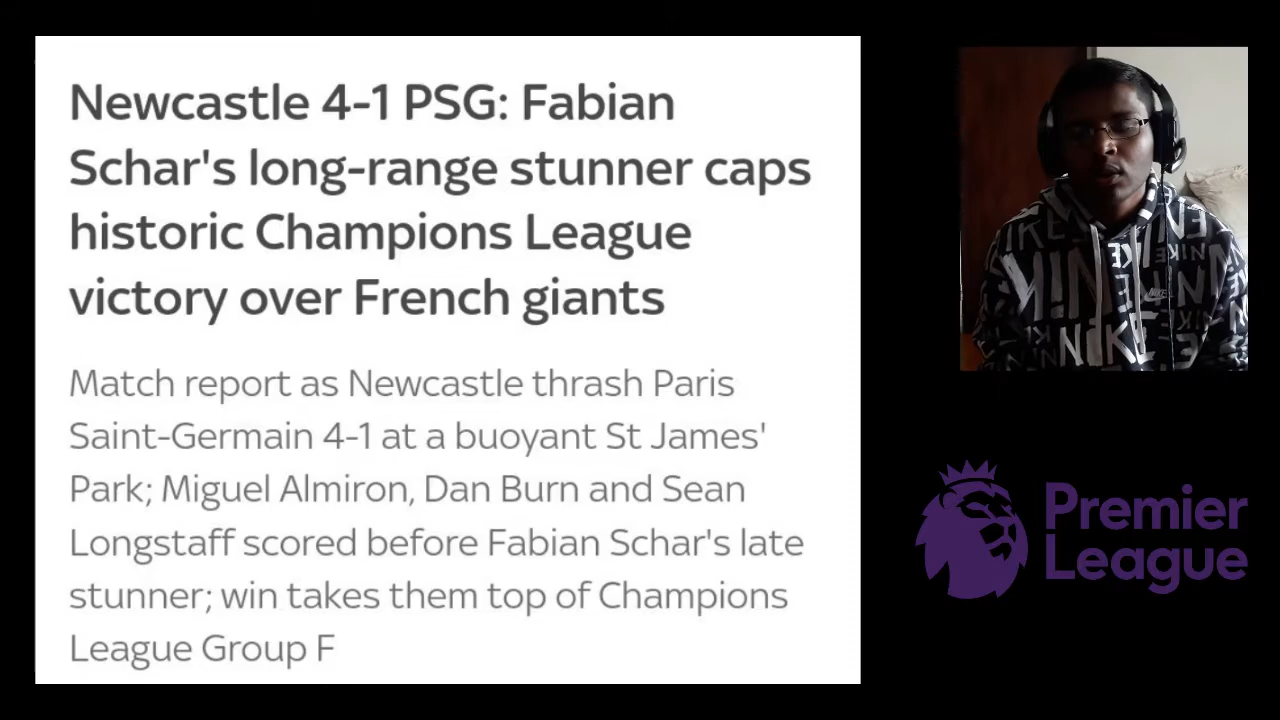 Newcastle 4-1 PSG: Fabian
Schar's long-range stunner caps
historic Champions League
victory over French giants
Match report as Newcastle thrash Paris
Saint-Germain 4-1 at a buoyant St James'
Park; Miguel Almiron, Dan Burn and Sean
Longstaff scored before Fabian Schar's late
stunner; win takes them top of Champions
League Group F
Premier
League
NIKE